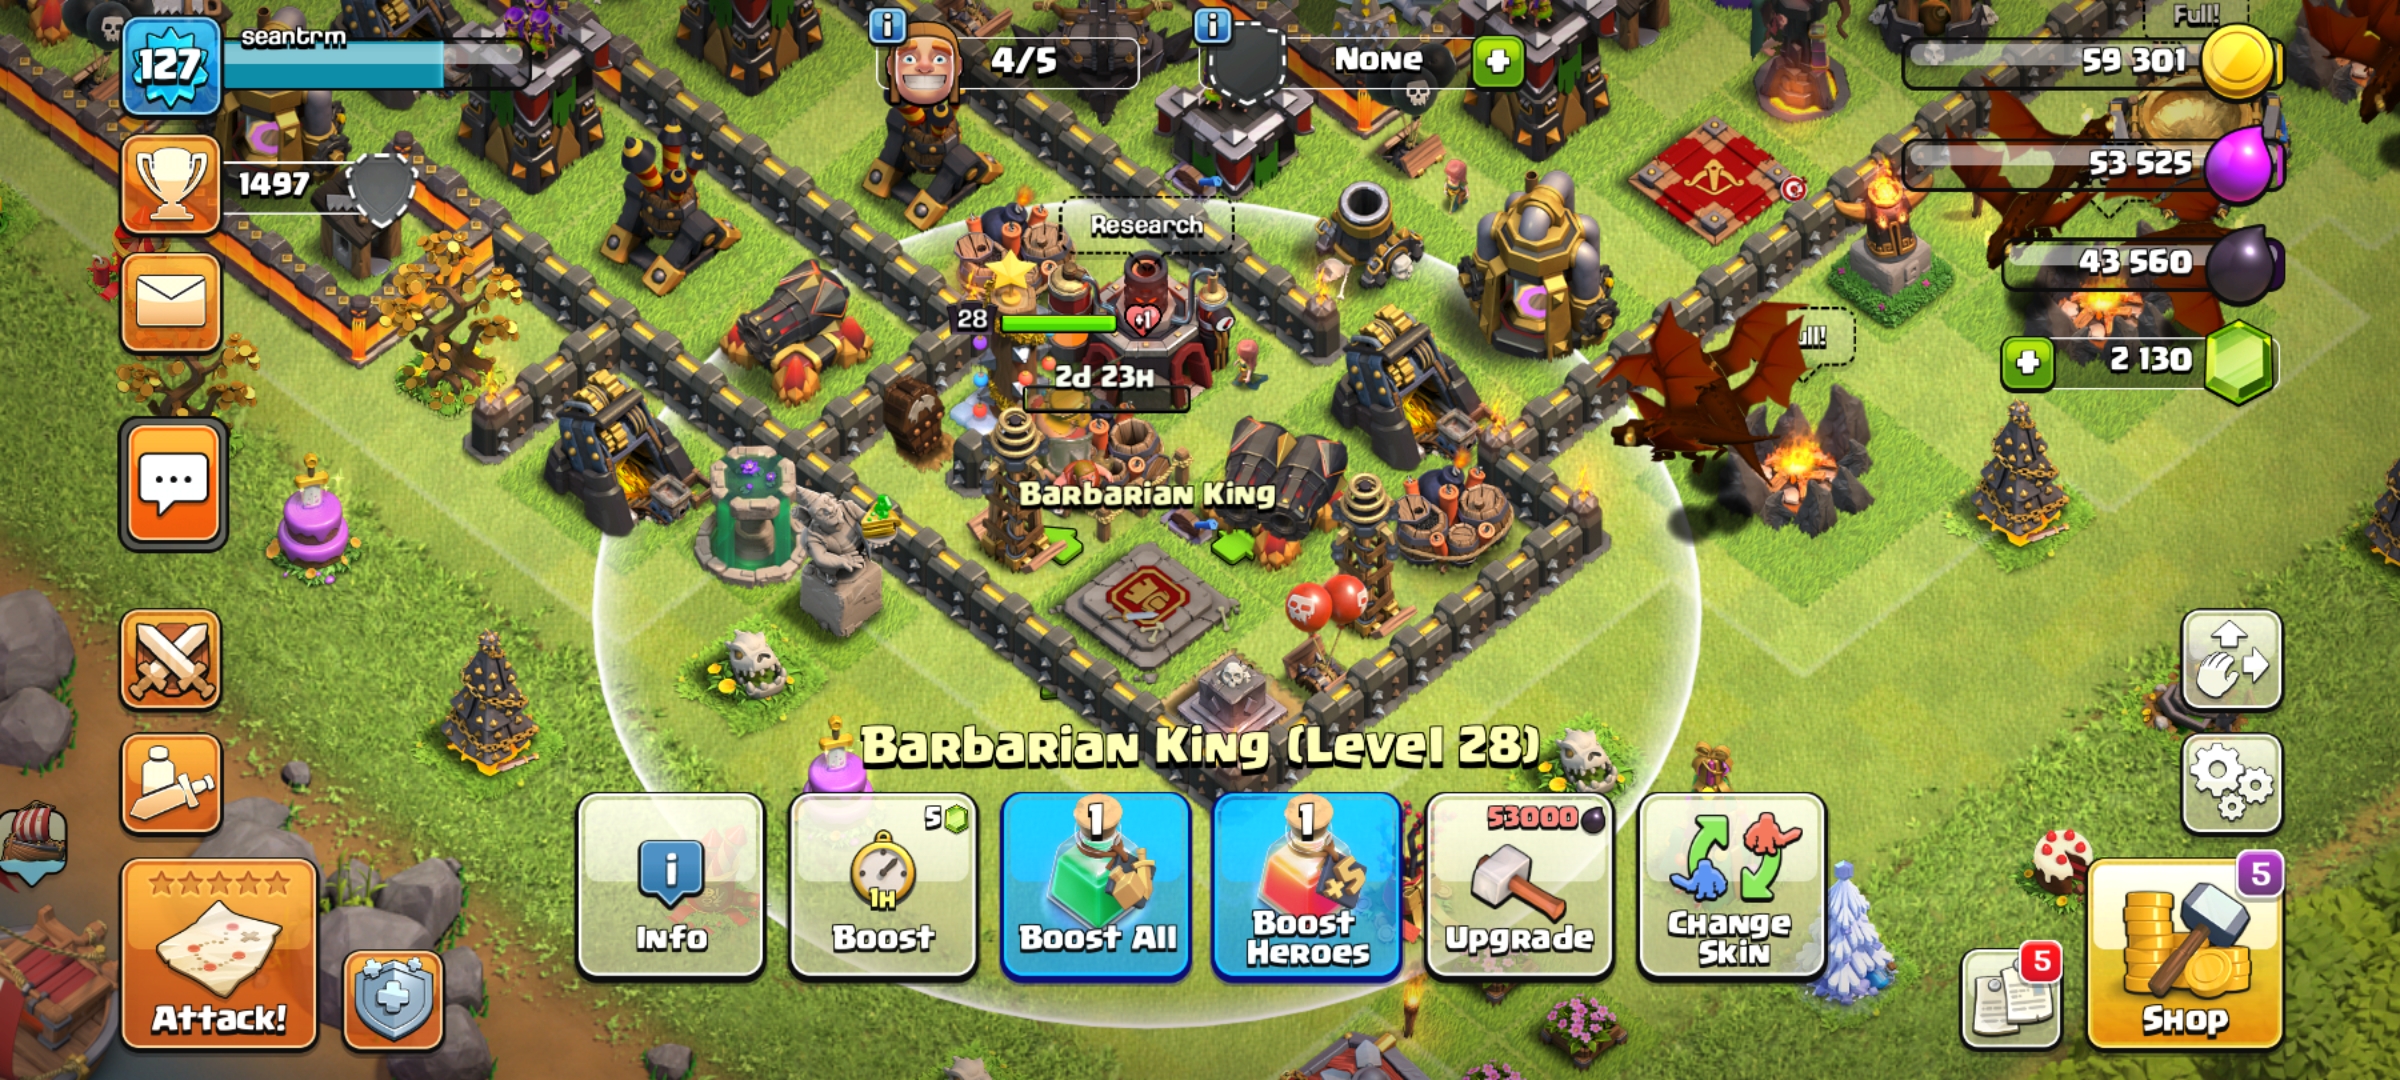 seantrm
127
4/5
None
Full!
59 301
1497
53 525
Research
43 560
28
+1
2d 23H
2 130
Barbarian King
Barbarian King (Level 28)
Info
5
1H
Boost
1
Boost All
1
x5
Boost
Heroes
53000
Upgrade
Change
Skin
Attack!
5
5
Shop